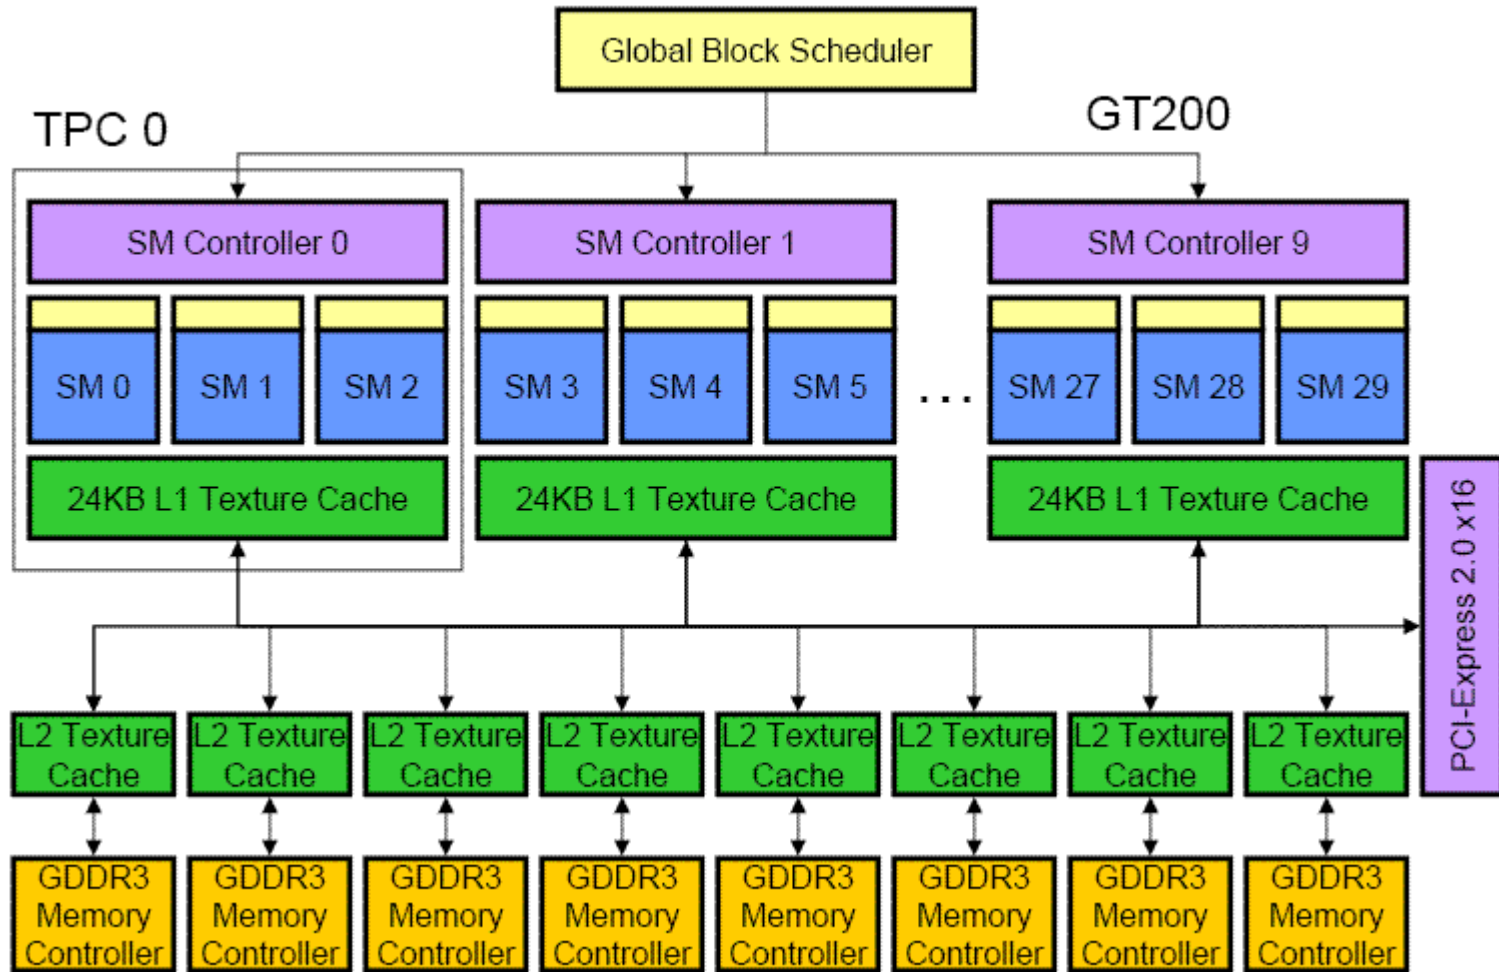 Global Block Scheduler
TPC 0
GT200
SM Controller 0
SM Controller 1
SM Controller 9
SM 0
SM 1
SM 2
SM 3
SM 4
SM 5
...
SM 27
SM 28
SM 29
24KB L1 Texture Cache
24KB L1 Texture Cache
24KB L1 Texture Cache
PCI-Express 2.0 x16
L2 Texture
Cache
L2 Texture
Cache
L2 Texture
Cache
L2 Texture
Cache
L2 Texture
Cache
L2 Texture
Cache
L2 Texture
Cache
L2 Texture
Cache
GDDR3
Memory
Controller
GDDR3
Memory
Controller
GDDR3
Memory
Controller
GDDR3
Memory
Controller
GDDR3
Memory
Controller
GDDR3
Memory
Controller
GDDR3
Memory
Controller
GDDR3
Memory
Controller